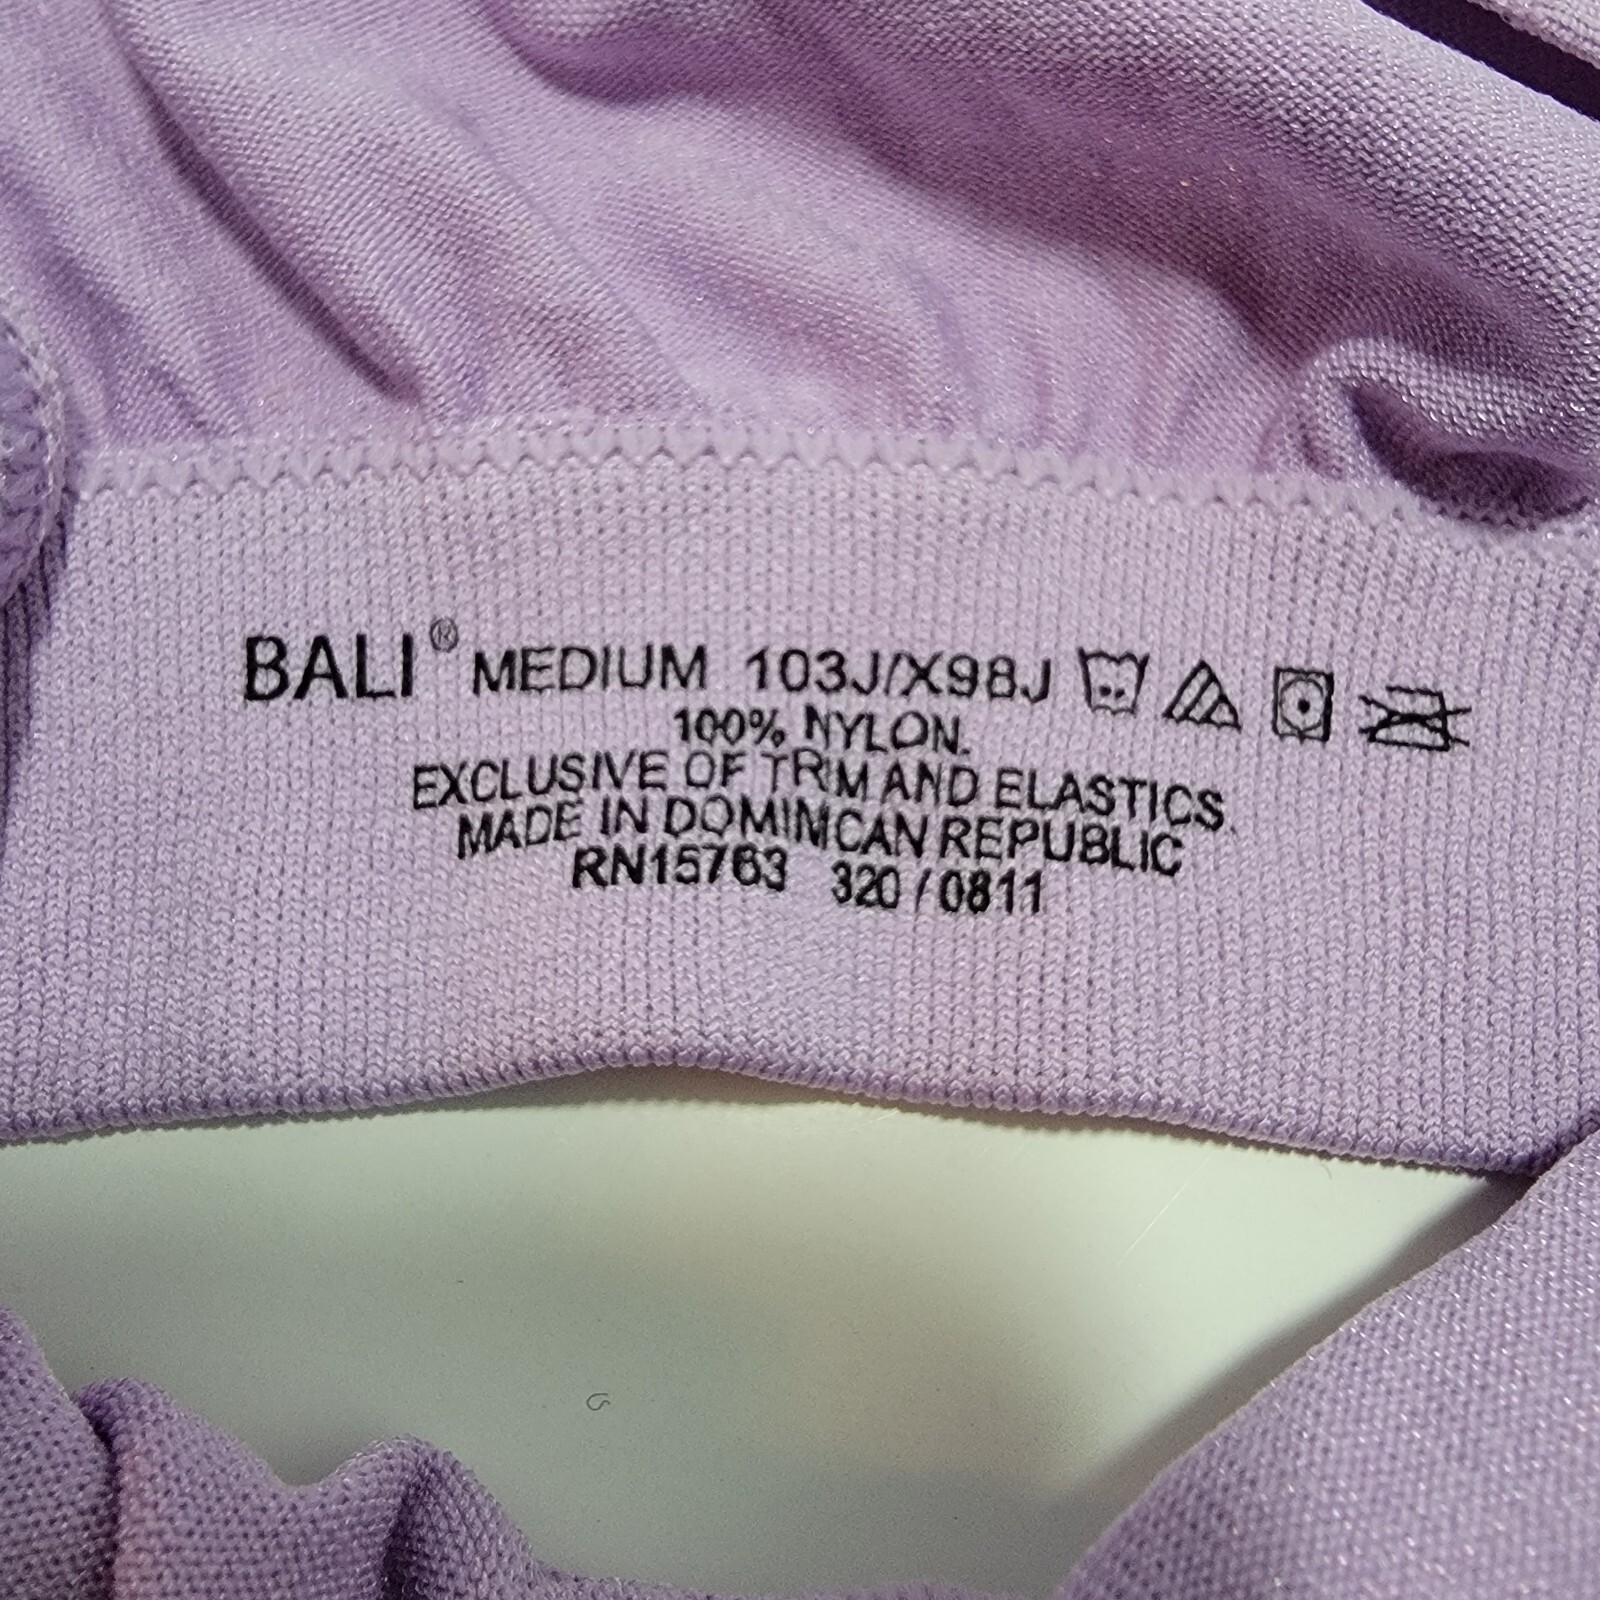 BALI® MEDIUM 103J/X98J
100% NYLON.
EXCLUSIVE OF TRIM AND ELASTICS.
MADE IN DOMINICAN REPUBLIC
RN15763 320 / 0811